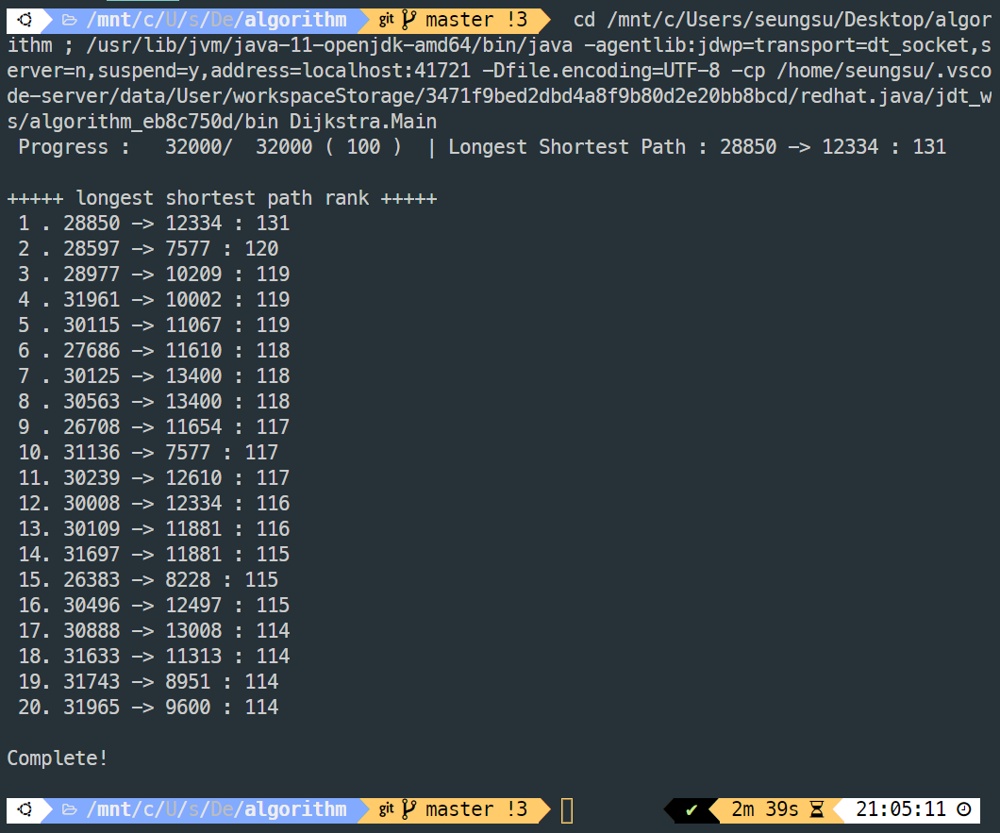 /mnt/c/U/s/De/algorithm git master !3 cd /mnt/c/Users/seungsu/Desktop/algor
ithm ; /usr/lib/jvm/java-11-openjdk-amd64/bin/java -agentlib:jdwp=transport=dt_socket,s
erver=n,suspend=y,address=localhost:41721 -Dfile.encoding=UTF-8 -cp /home/seungsu/.vsco
de-server/data/User/workspaceStorage/3471f9bed2dbd4a8f9b80d2e20bb8bcd/redhat.java/jdt_w
s/algorithm_eb8c750d/bin Dijkstra.Main
Progress :   32000/  32000 ( 100 )  | Longest Shortest Path : 28850 -> 12334 : 131
+++++ longest shortest path rank +++++
1 . 28850 -> 12334 : 131
2 . 28597 -> 7577 : 120
3 . 28977 -> 10209 : 119
4 . 31961 -> 10002 : 119
5 . 30115 -> 11067 : 119
6 . 27686 -> 11610 : 118
7 . 30125 -> 13400 : 118
8 . 30563 -> 13400 : 118
9 . 26708 -> 11654 : 117
10. 31136 -> 7577 : 117
11. 30239 -> 12610 : 117
12. 30008 -> 12334 : 116
13. 30109 -> 11881 : 116
14. 31697 -> 11881 : 115
15. 26383 -> 8228 : 115
16. 30496 -> 12497 : 115
17. 30888 -> 13008 : 114
18. 31633 -> 11313 : 114
19. 31743 -> 8951 : 114
20. 31965 -> 9600 : 114
Complete!
/mnt/c/U/s/De/algorithm git master !3 ✔ 2m 39s 21:05:11